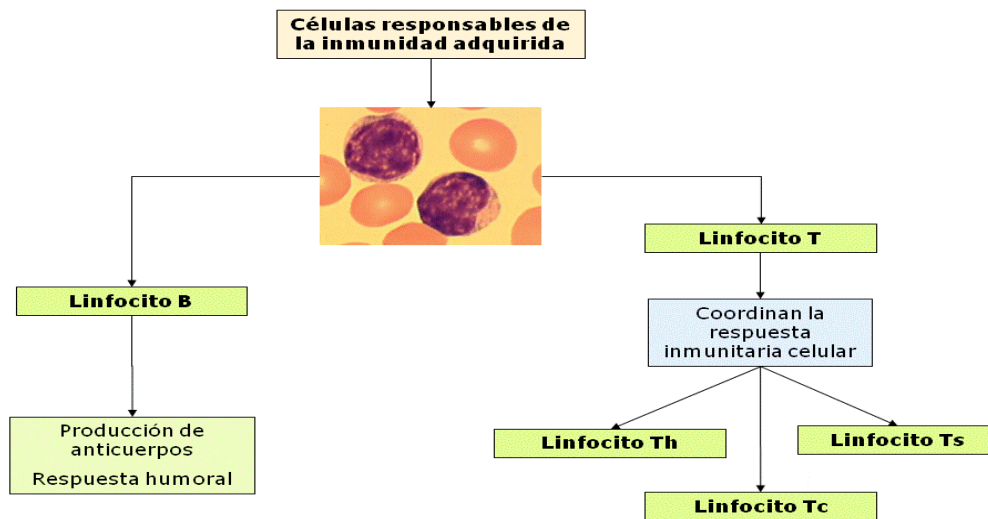 Células responsables de
la inmunidad adquirida
Linfocito T
Linfocito B
Coordinan la
respuesta
inmunitaria celular
Producción de
anticuerpos
Respuesta humoral
Linfocito Th
Linfocito Ts
Linfocito Tc